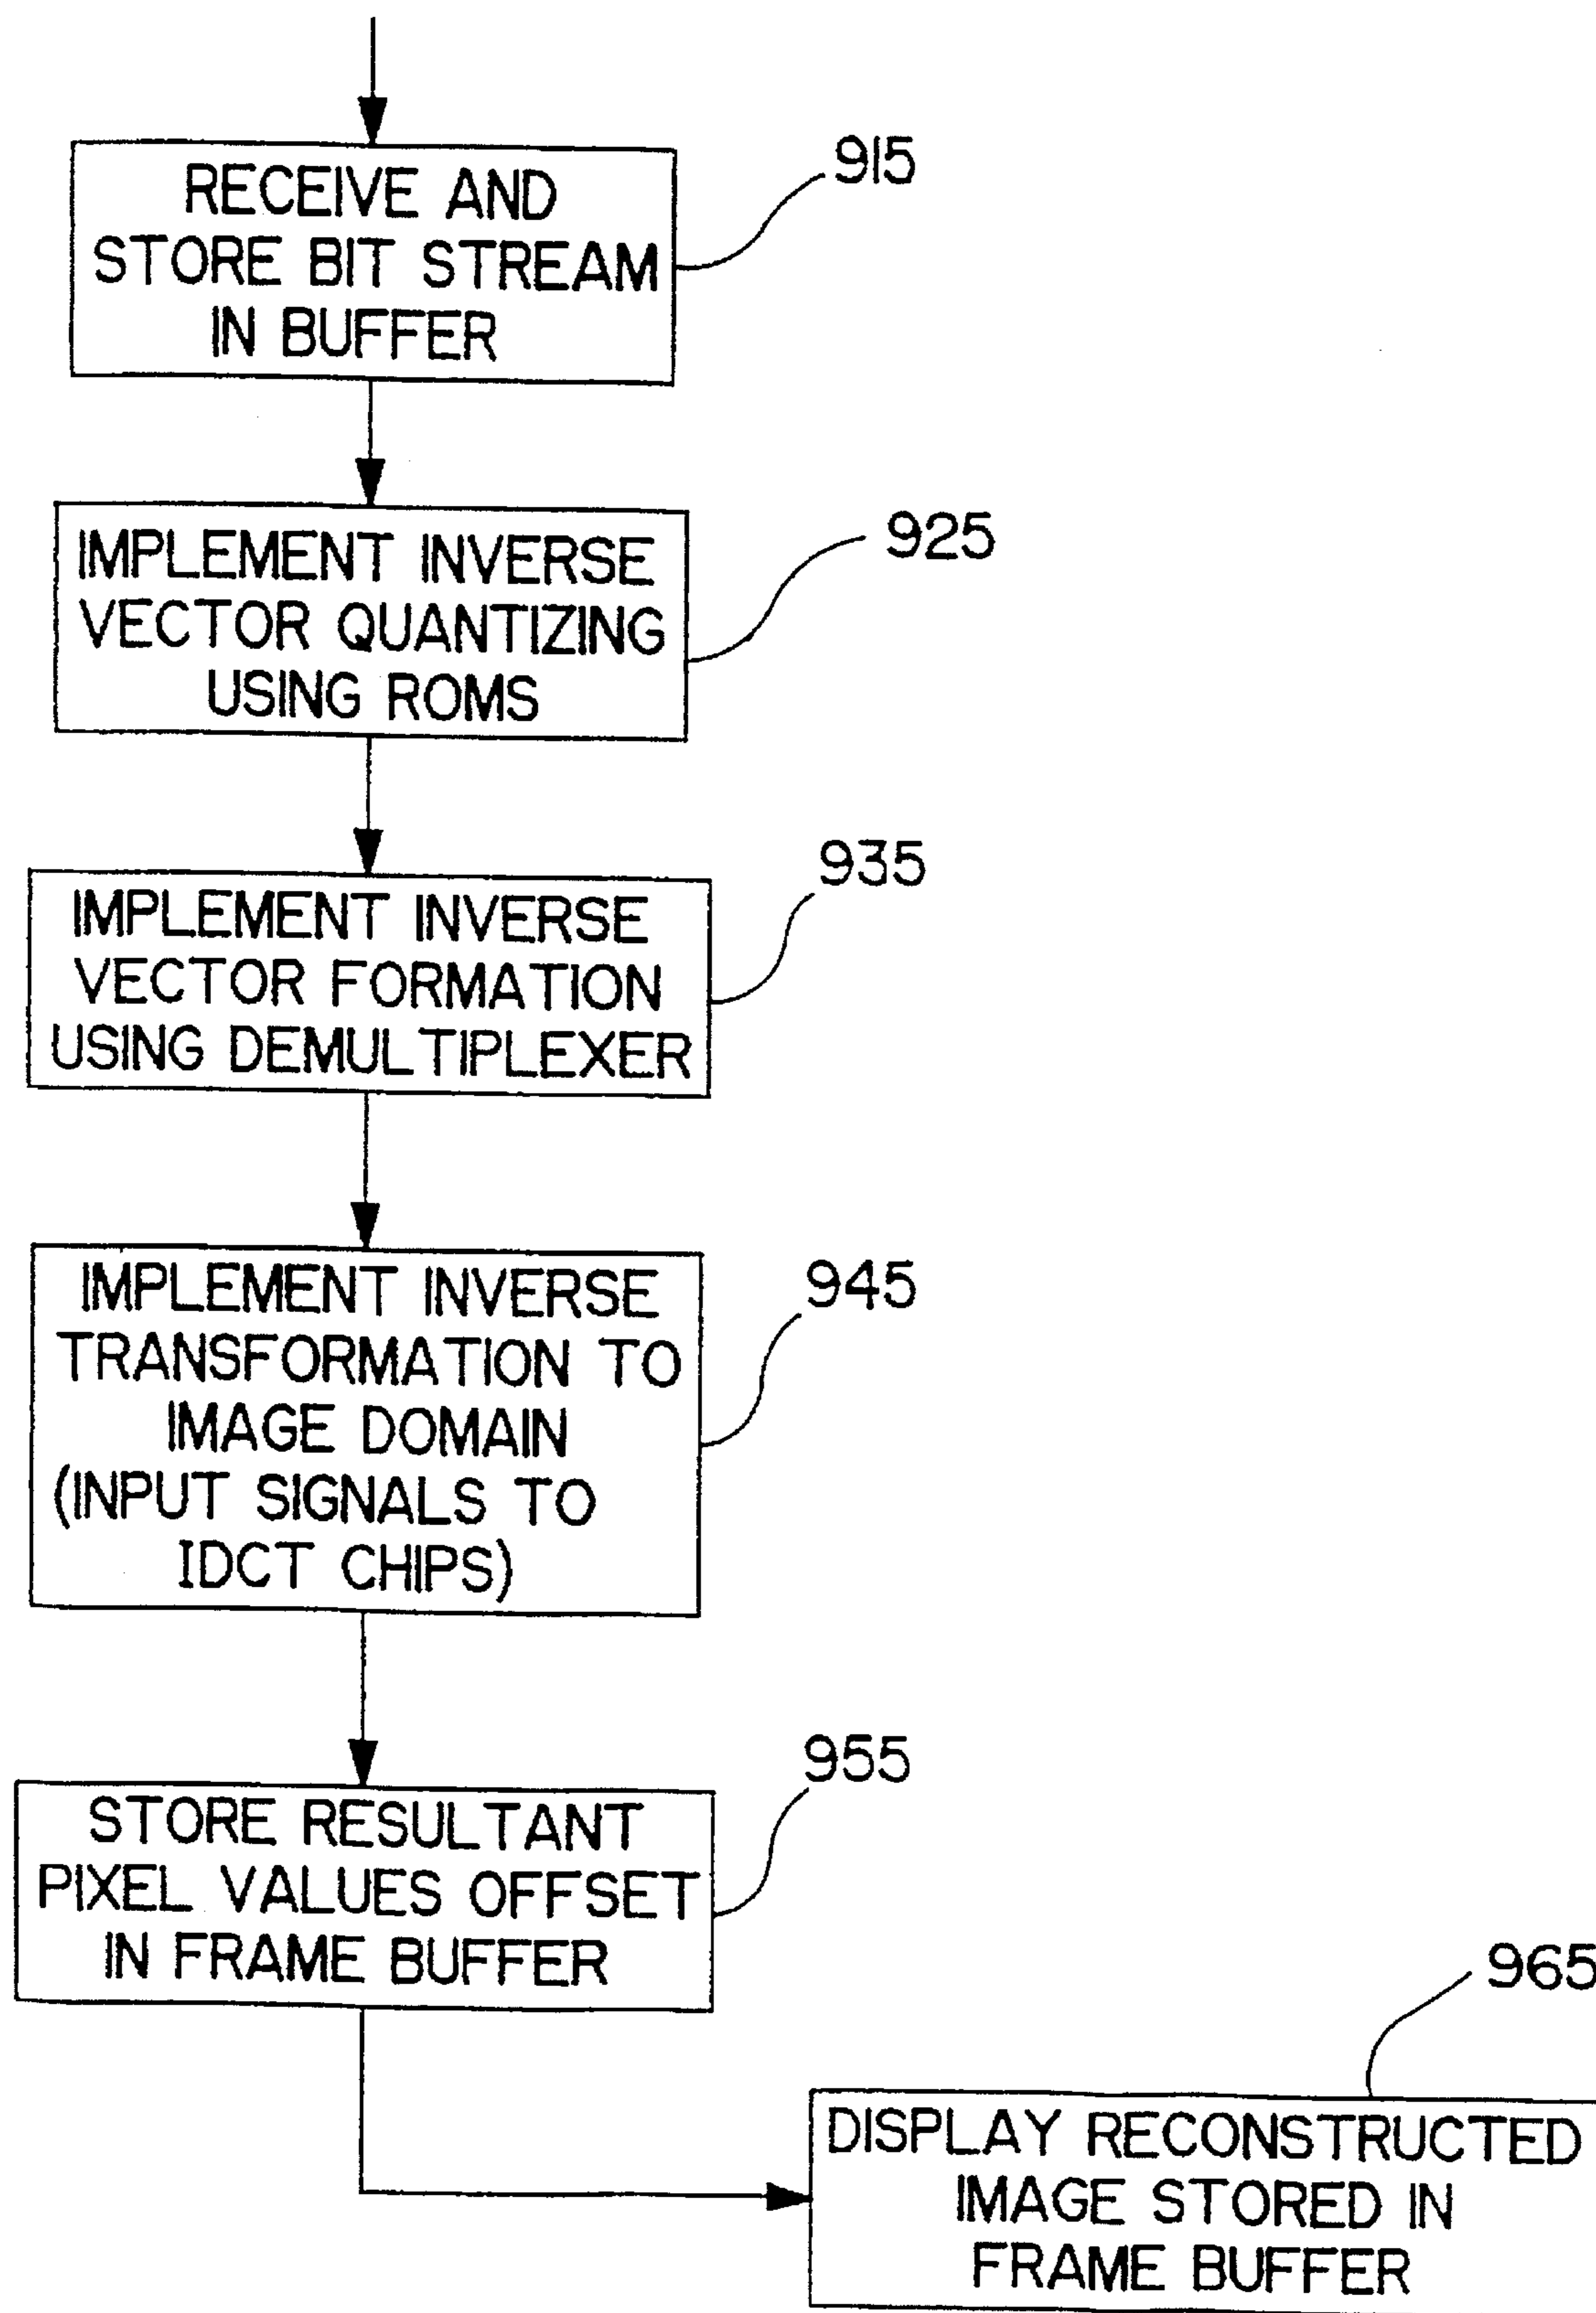 915
RECEIVE AND
STORE BIT STREAM
IN BUFFER
925
IMPLEMENT INVERSE
VECTOR QUANTIZING
USING ROMS
935
IMPLEMENT INVERSE
VECTOR FORMATION
USING DEMULTIPLEXER
945
IMPLEMENT INVERSE
TRANSFORMATION TO
IMAGE DOMAIN
(INPUT SIGNALS TO
IDCT CHIPS)
955
STORE RESULTANT
PIXEL VALUES OFFSET
IN FRAME BUFFER
965
DISPLAY RECONSTRUCTED
IMAGE STORED IN
FRAME BUFFER